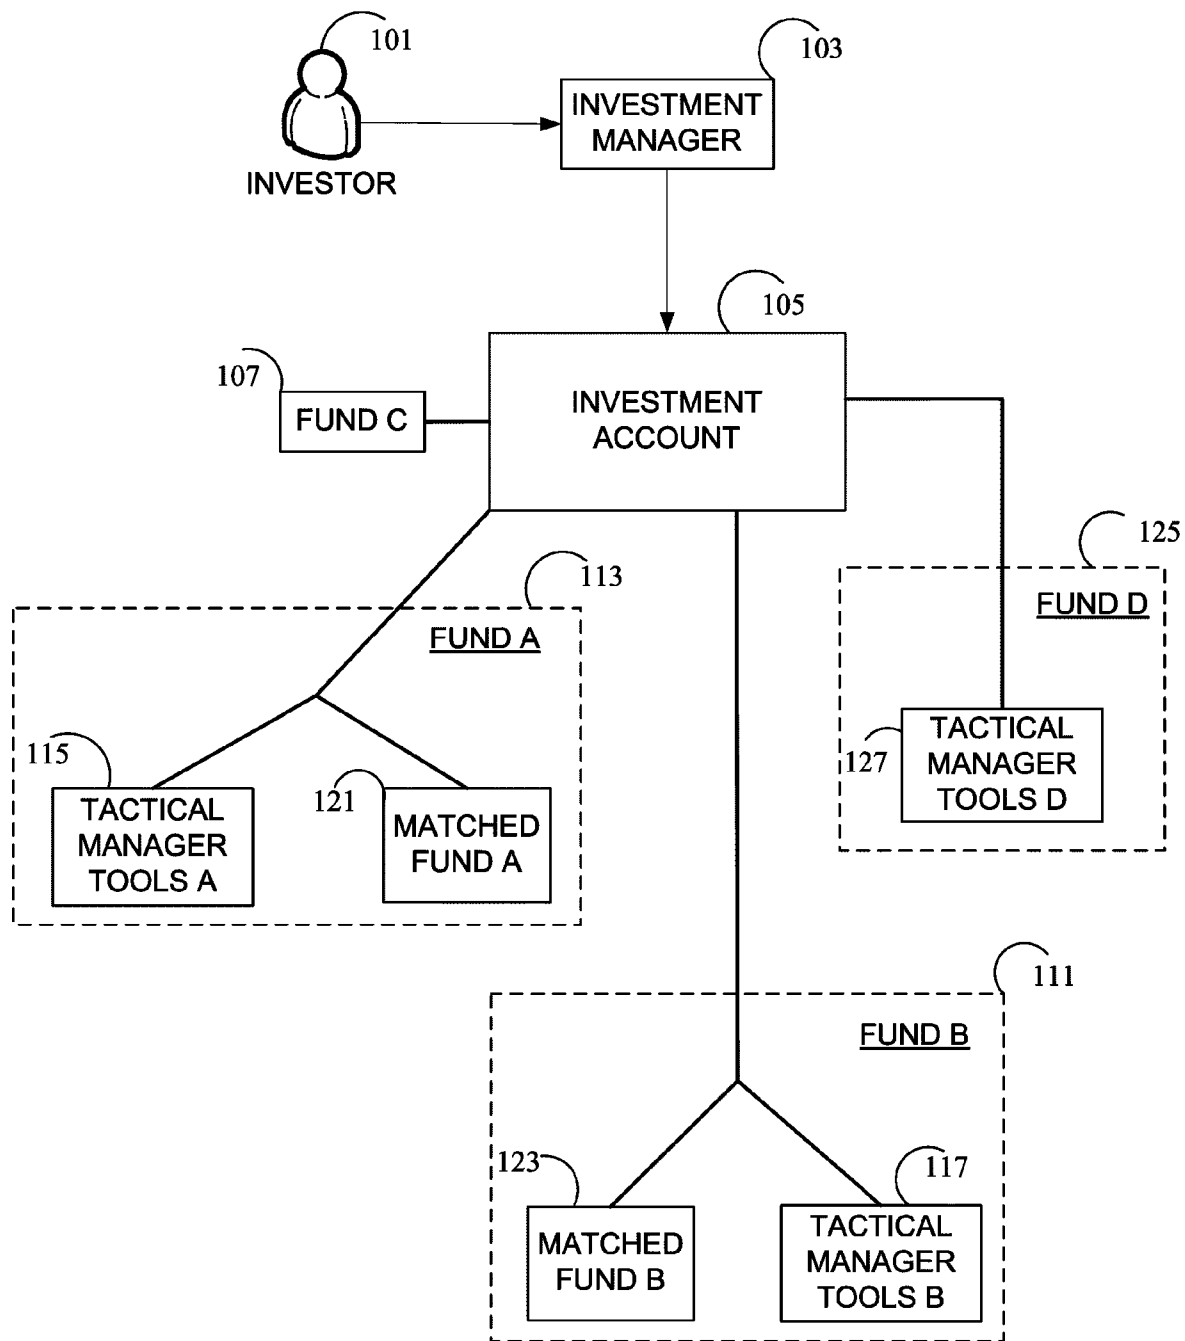 101
103
INVESTMENT
MANAGER
INVESTOR
105
107
FUND C
INVESTMENT
ACCOUNT
125
113
FUND D
FUND A
115
TACTICAL
MANAGER
TOOLS D
127
121
TACTICAL
MANAGER
TOOLS A
MATCHED
FUND A
111
FUND B
123
117
MATCHED
FUND B
TACTICAL
MANAGER
TOOLS B